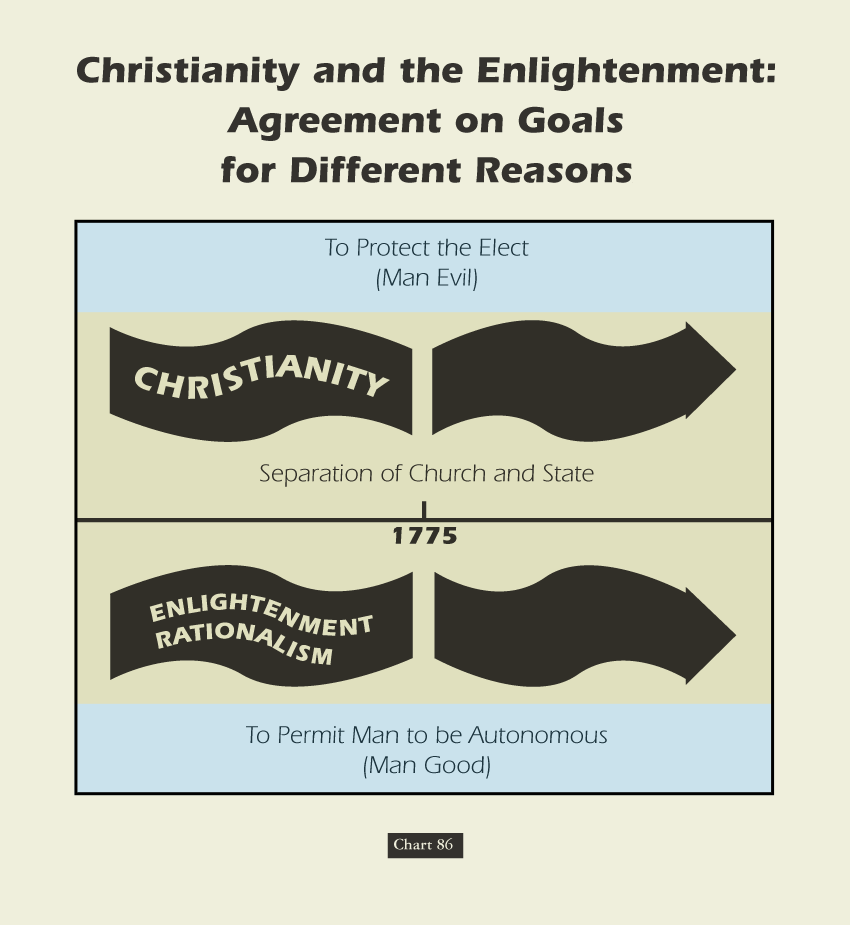 Christianity and the Enlightenment:
Agreement on Goals
for Different Reasons
To Protect the Elect
(Man Evil)
CHRISTIANITY
Separation of Church and State
1775
ENLIGHTENMENT
RATIONALISM
To Permit Man to be Autonomous
(Man Good)
Chart 86